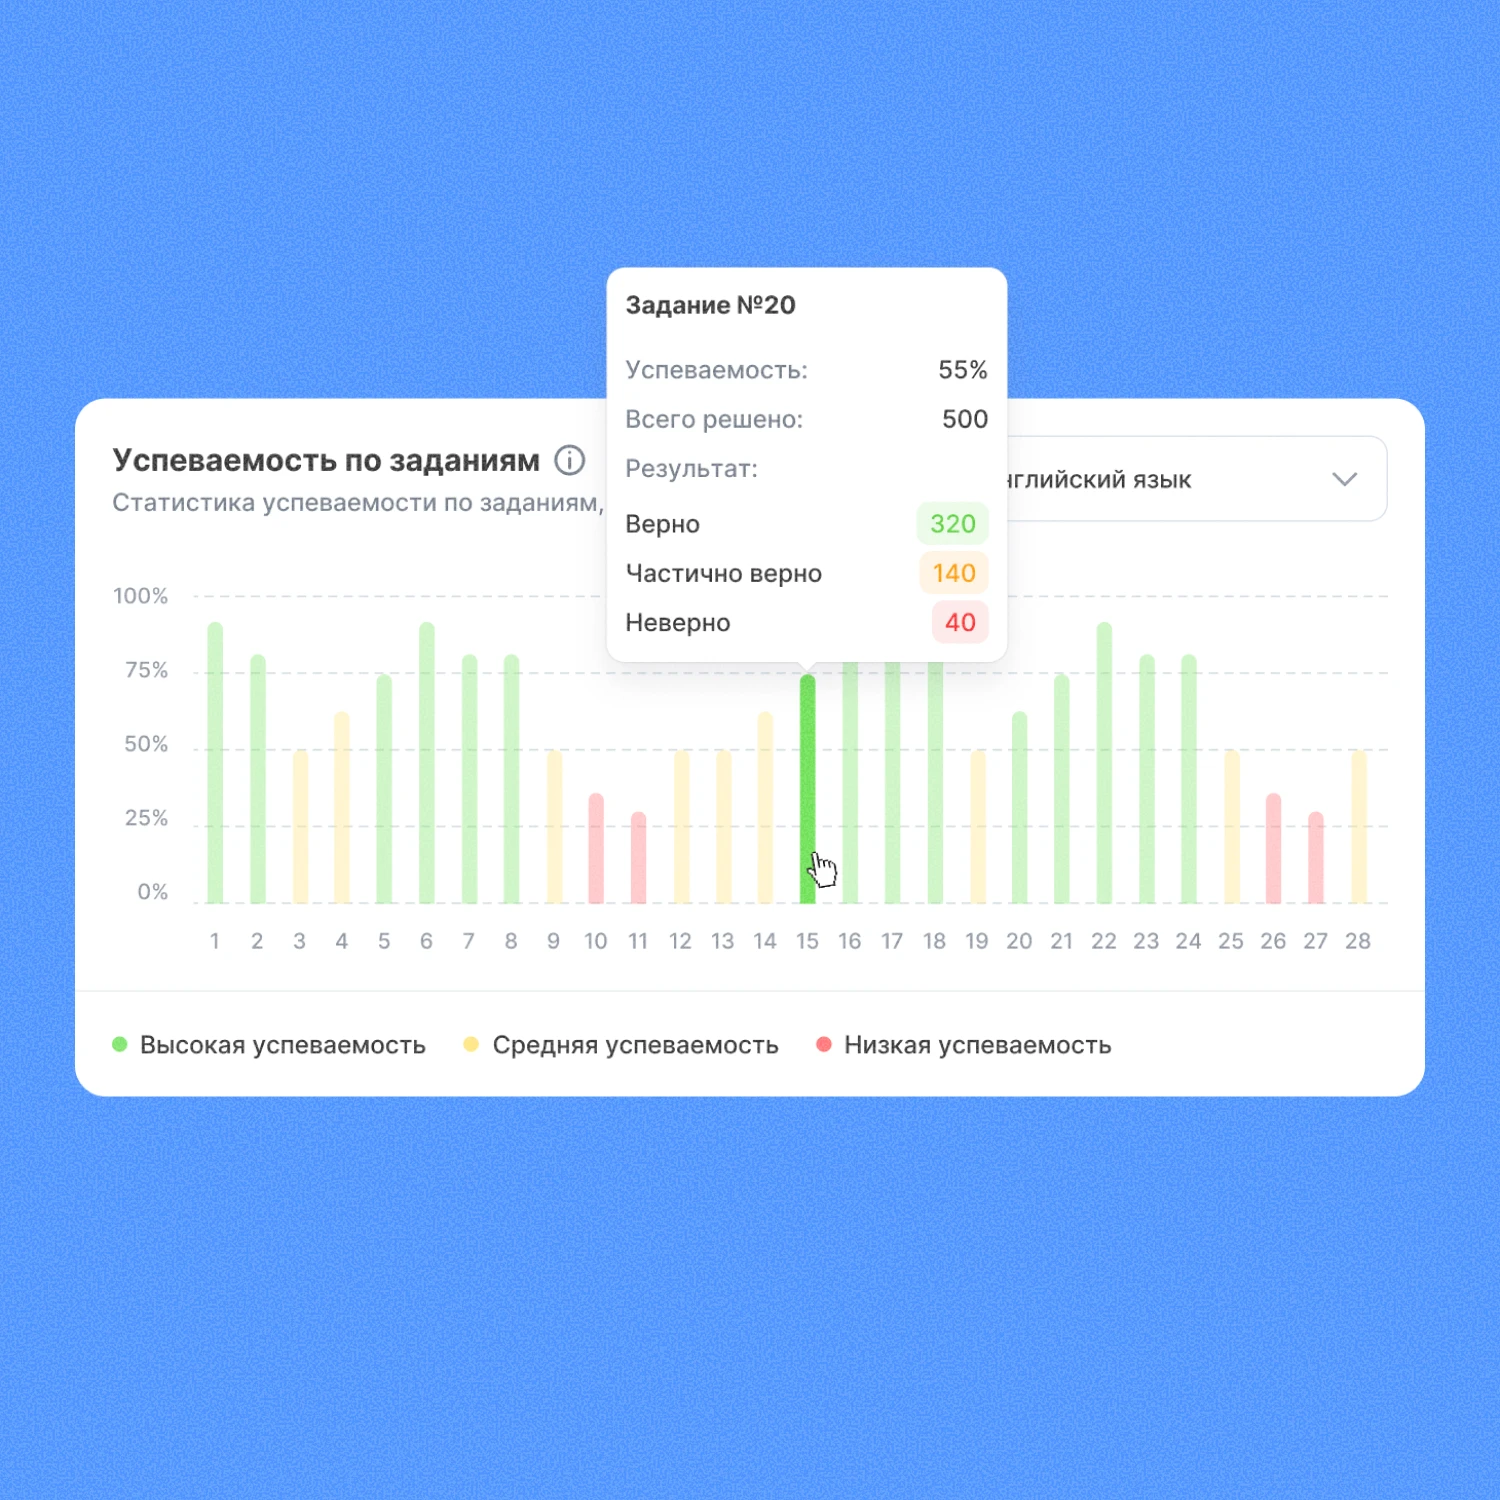 Задание №20
Успеваемость: 55%
Всего решено: 500
Результат:
Верно 320
Частично верно 140
Неверно 40
Успеваемость по заданиям
Статистика успеваемости по заданиям,
нглийский язык
100%
75%
50%
25%
0%
1 2 3 4 5 6 7 8 9 10 11 12 13 14 15 16 17 18 19 20 21 22 23 24 25 26 27 28
Высокая успеваемость Средняя успеваемость Низкая успеваемость